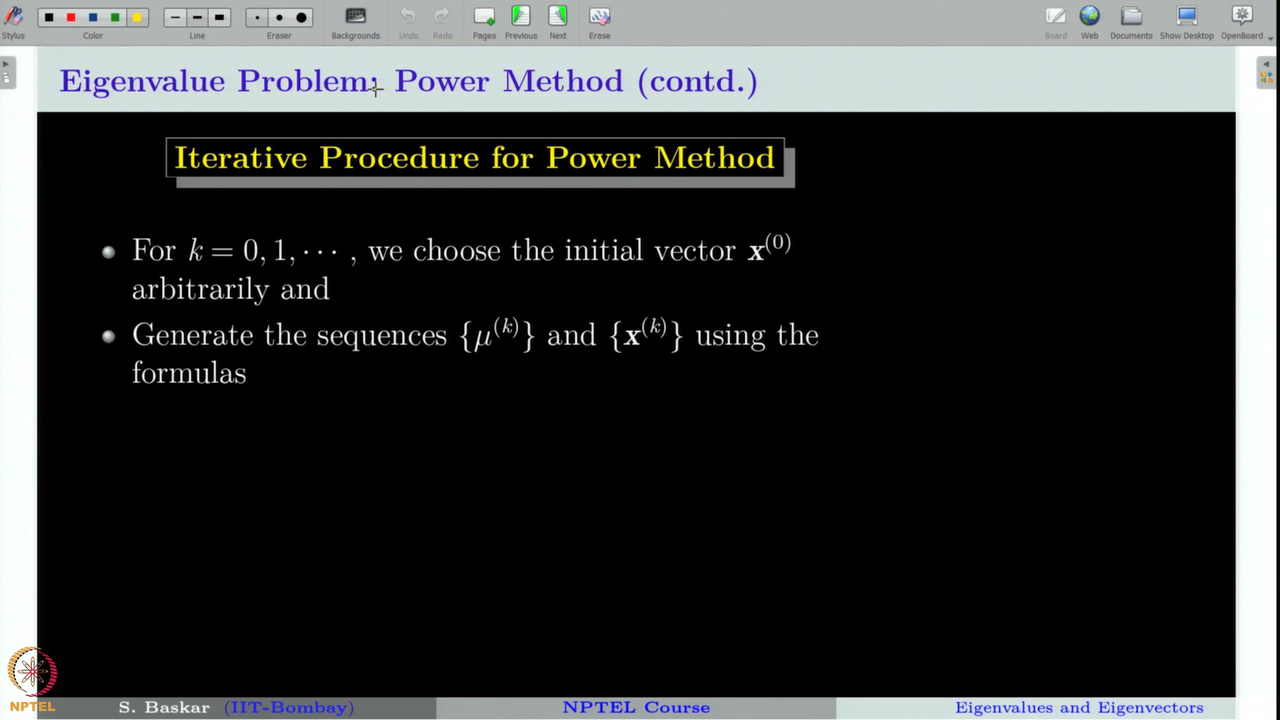 Stylus Color Line Eraser Backgrounds Undo Redo Pages Previous Next Erase Board Web Documents Show Desktop OpenBoard
Eigenvalue Problem: Power Method (contd.)
Iterative Procedure for Power Method
For k = 0, 1, ⋯ , we choose the initial vector x^(0)
arbitrarily and
Generate the sequences {μ^(k)} and {x^(k)} using the
formulas
NPTEL
S. Baskar (IIT-Bombay) NPTEL Course Eigenvalues and Eigenvectors